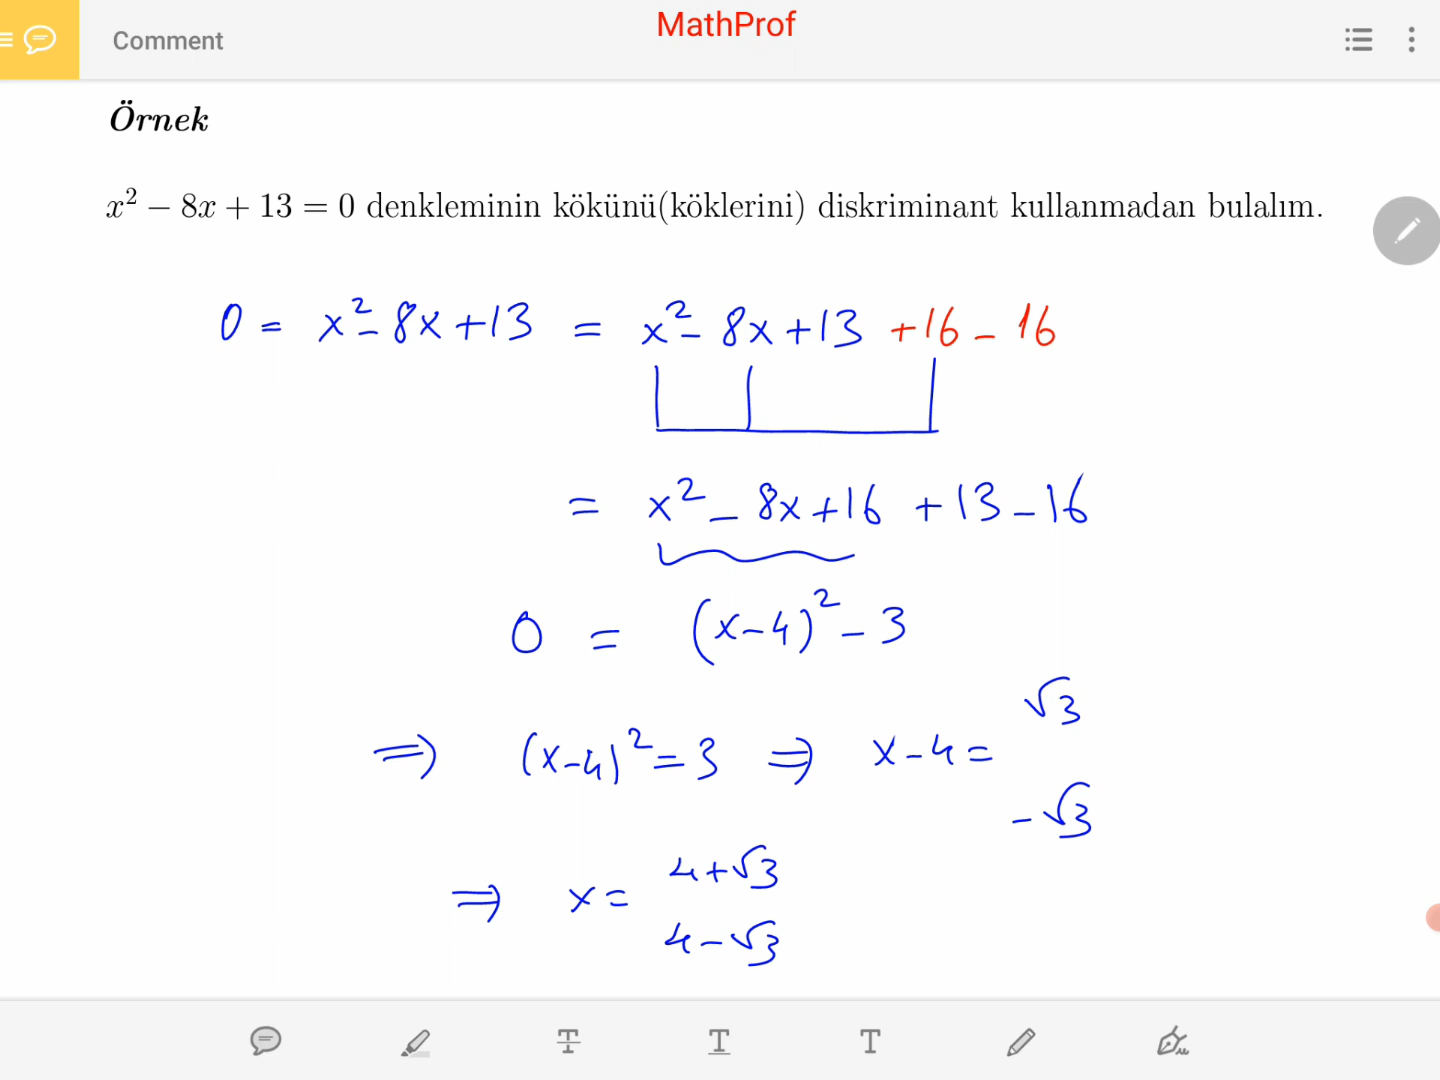 MathProf
Comment
Örnek
x² − 8x + 13 = 0 denkleminin kökünü(köklerini) diskriminant kullanmadan bulalım.
0 = x² - 8x + 13 = x² - 8x + 13 + 16 - 16
= x² - 8x + 16 + 13 - 16
0 = (x - 4)² - 3
⇒ (x - 4)² = 3 ⇒ x - 4 = √3
-√3
⇒ x = 4 + √3
4 - √3